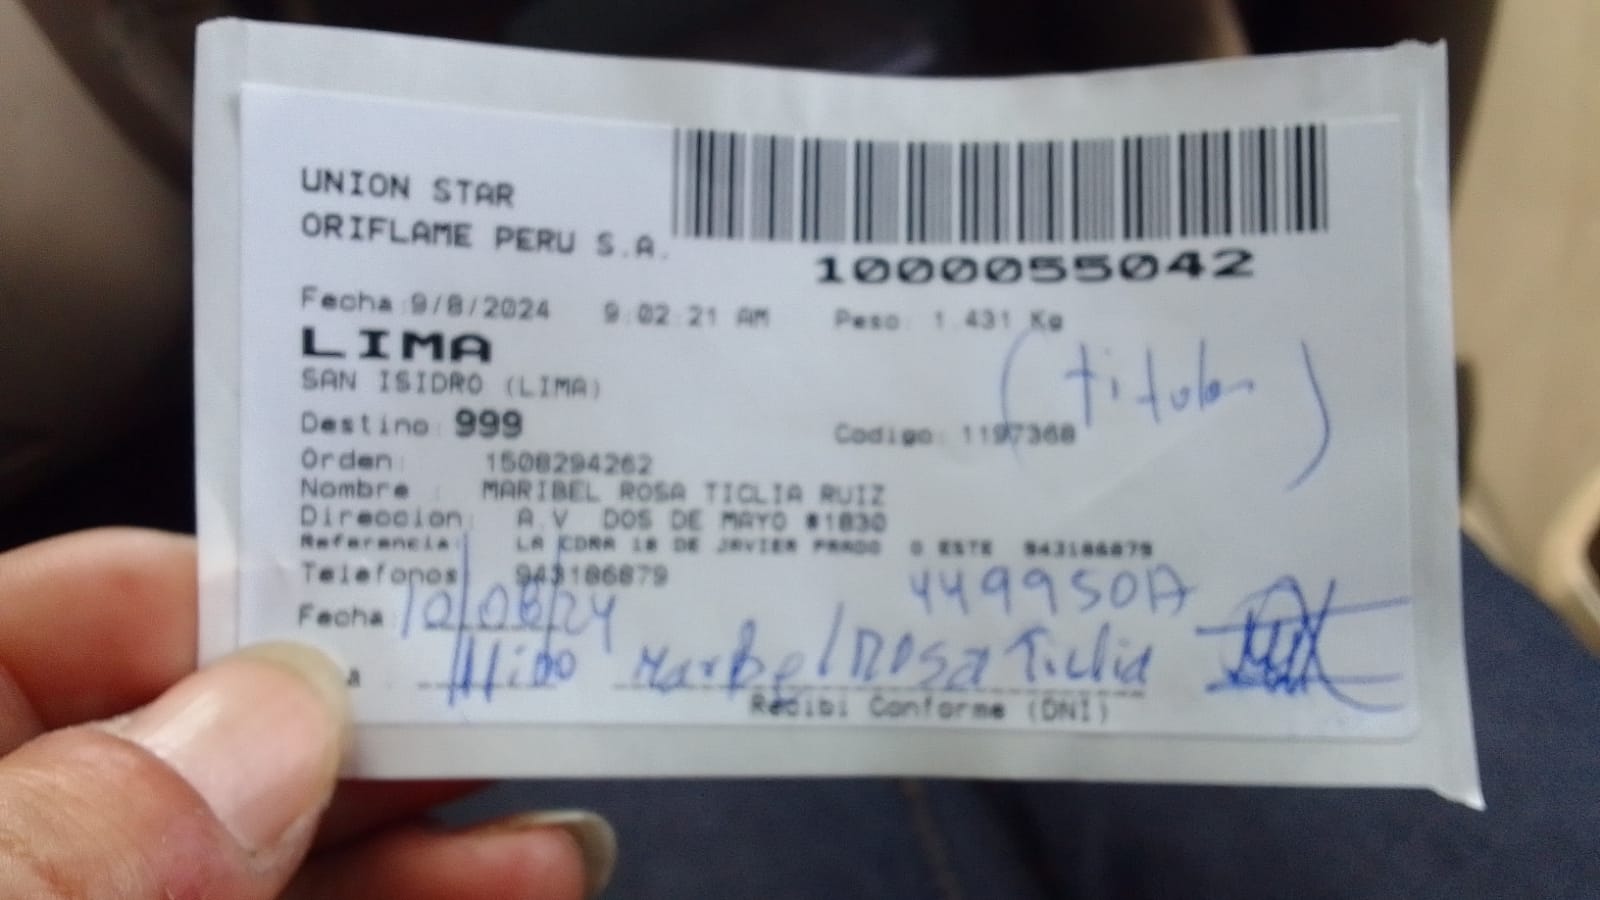 UNION STAR
ORIFLAME PERU S.A.
1000055042
Fecha:9/8/2024 9:02:21 AM Peso: 1.431 Kg
LIMA
(titular)
SAN ISIDRO (LIMA)
Destino: 999 Codigo: 1197368
Orden: 1508294262
Nombre : MARIBEL ROSA TICLIA RUIZ
Direccion: A.V DOS DE MAYO #1830
Referencia: LA CDRA 18 DE JAVIER PRADO O ESTE 943186879
Telefonos: 943186879
Fecha 10/08/24 44995017
Maribel Rosa Ticlia
Recibi Conforme (DNI)